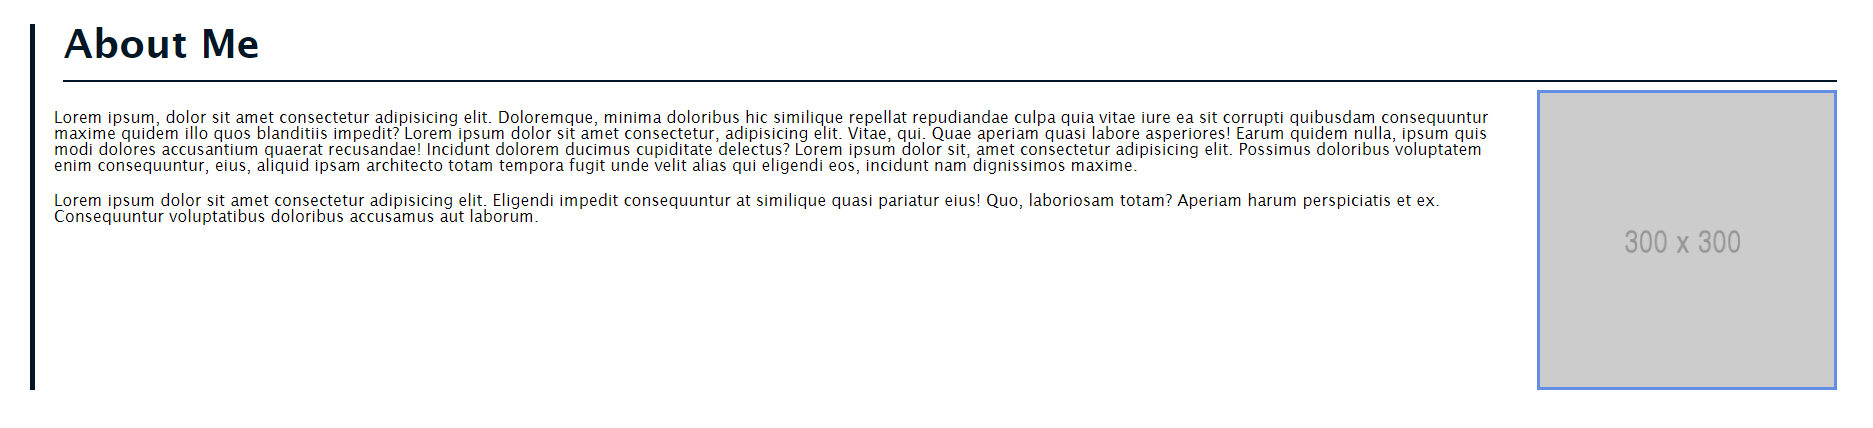 About Me
Lorem ipsum, dolor sit amet consectetur adipisicing elit. Doloremque, minima doloribus hic similique repellat repudiandae culpa quia vitae iure ea sit corrupti quibusdam consequuntur
maxime quidem illo quos blanditiis impedit? Lorem ipsum dolor sit amet consectetur, adipisicing elit. Vitae, qui. Quae aperiam quasi labore asperiores! Earum quidem nulla, ipsum quis
modi dolores accusantium quaerat recusandae! Incidunt dolorem ducimus cupiditate delectus? Lorem ipsum dolor sit, amet consectetur adipisicing elit. Possimus doloribus voluptatem
enim consequuntur, eius, aliquid ipsam architecto totam tempora fugit unde velit alias qui eligendi eos, incidunt nam dignissimos maxime.
Lorem ipsum dolor sit amet consectetur adipisicing elit. Eligendi impedit consequuntur at similique quasi pariatur eius! Quo, laboriosam totam? Aperiam harum perspiciatis et ex.
Consequuntur voluptatibus doloribus accusamus aut laborum.
300 x 300